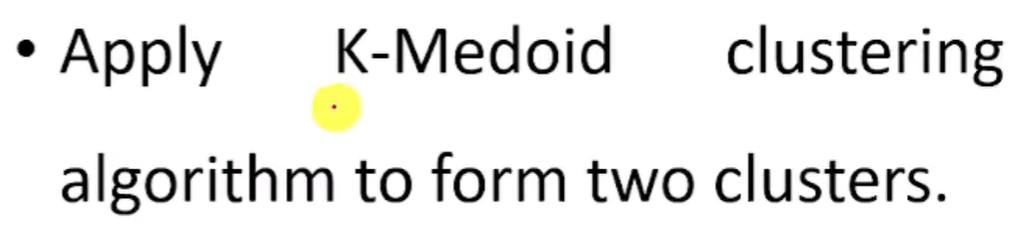 • Apply K-Medoid clustering
algorithm to form two clusters.